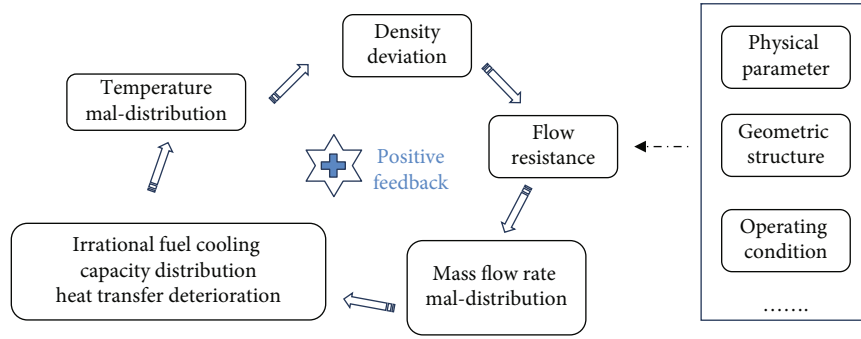 Density
deviation
Temperature
mal-distribution
Flow
resistance
Positive
feedback
Irrational fuel cooling
capacity distribution
heat transfer deterioration
Mass flow rate
mal-distribution
Physical
parameter
Geometric
structure
Operating
condition
.......